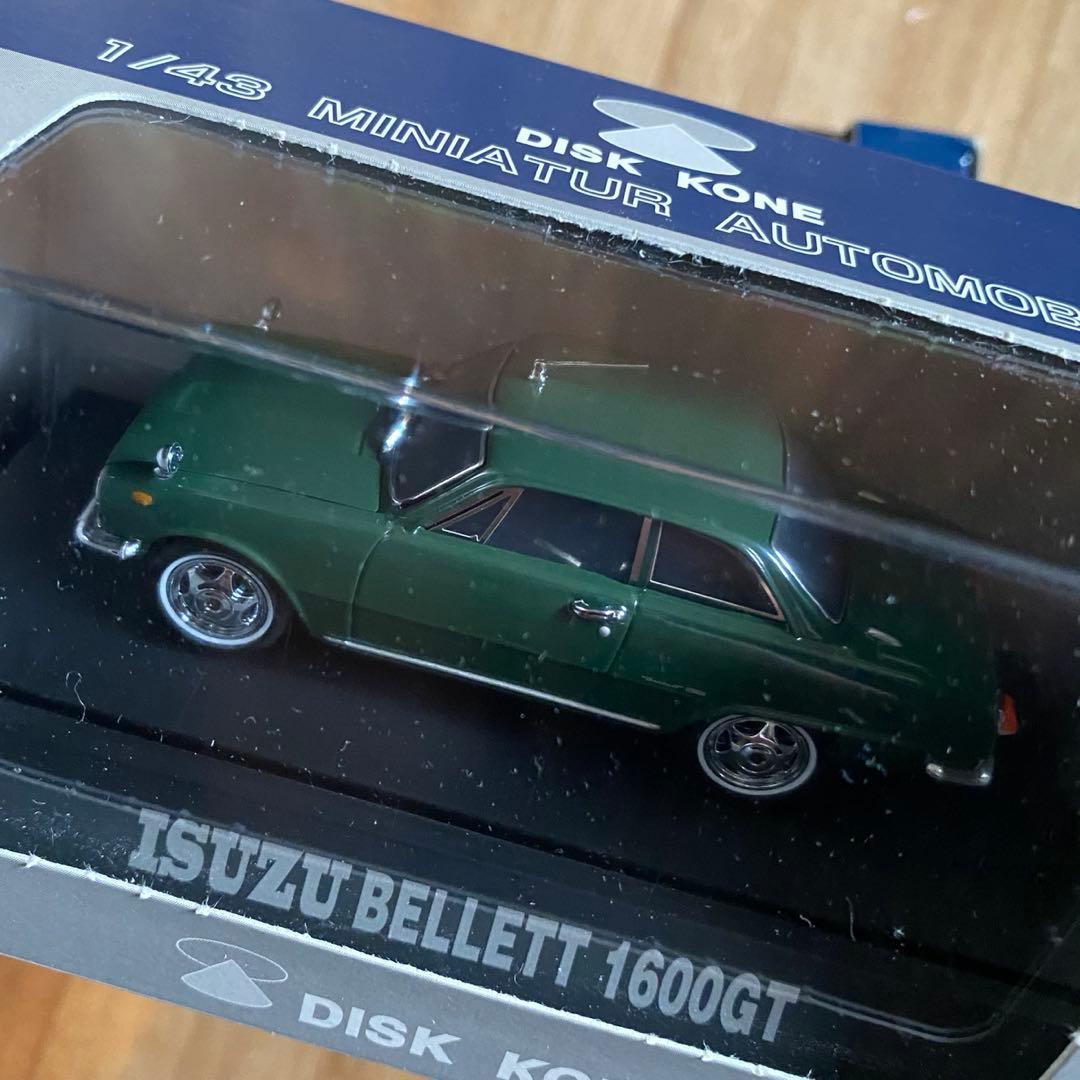 DISK KONE
1/43 MINIATUR AUTOMOB
ISUZU BELLETT 1600GT
DISK KO